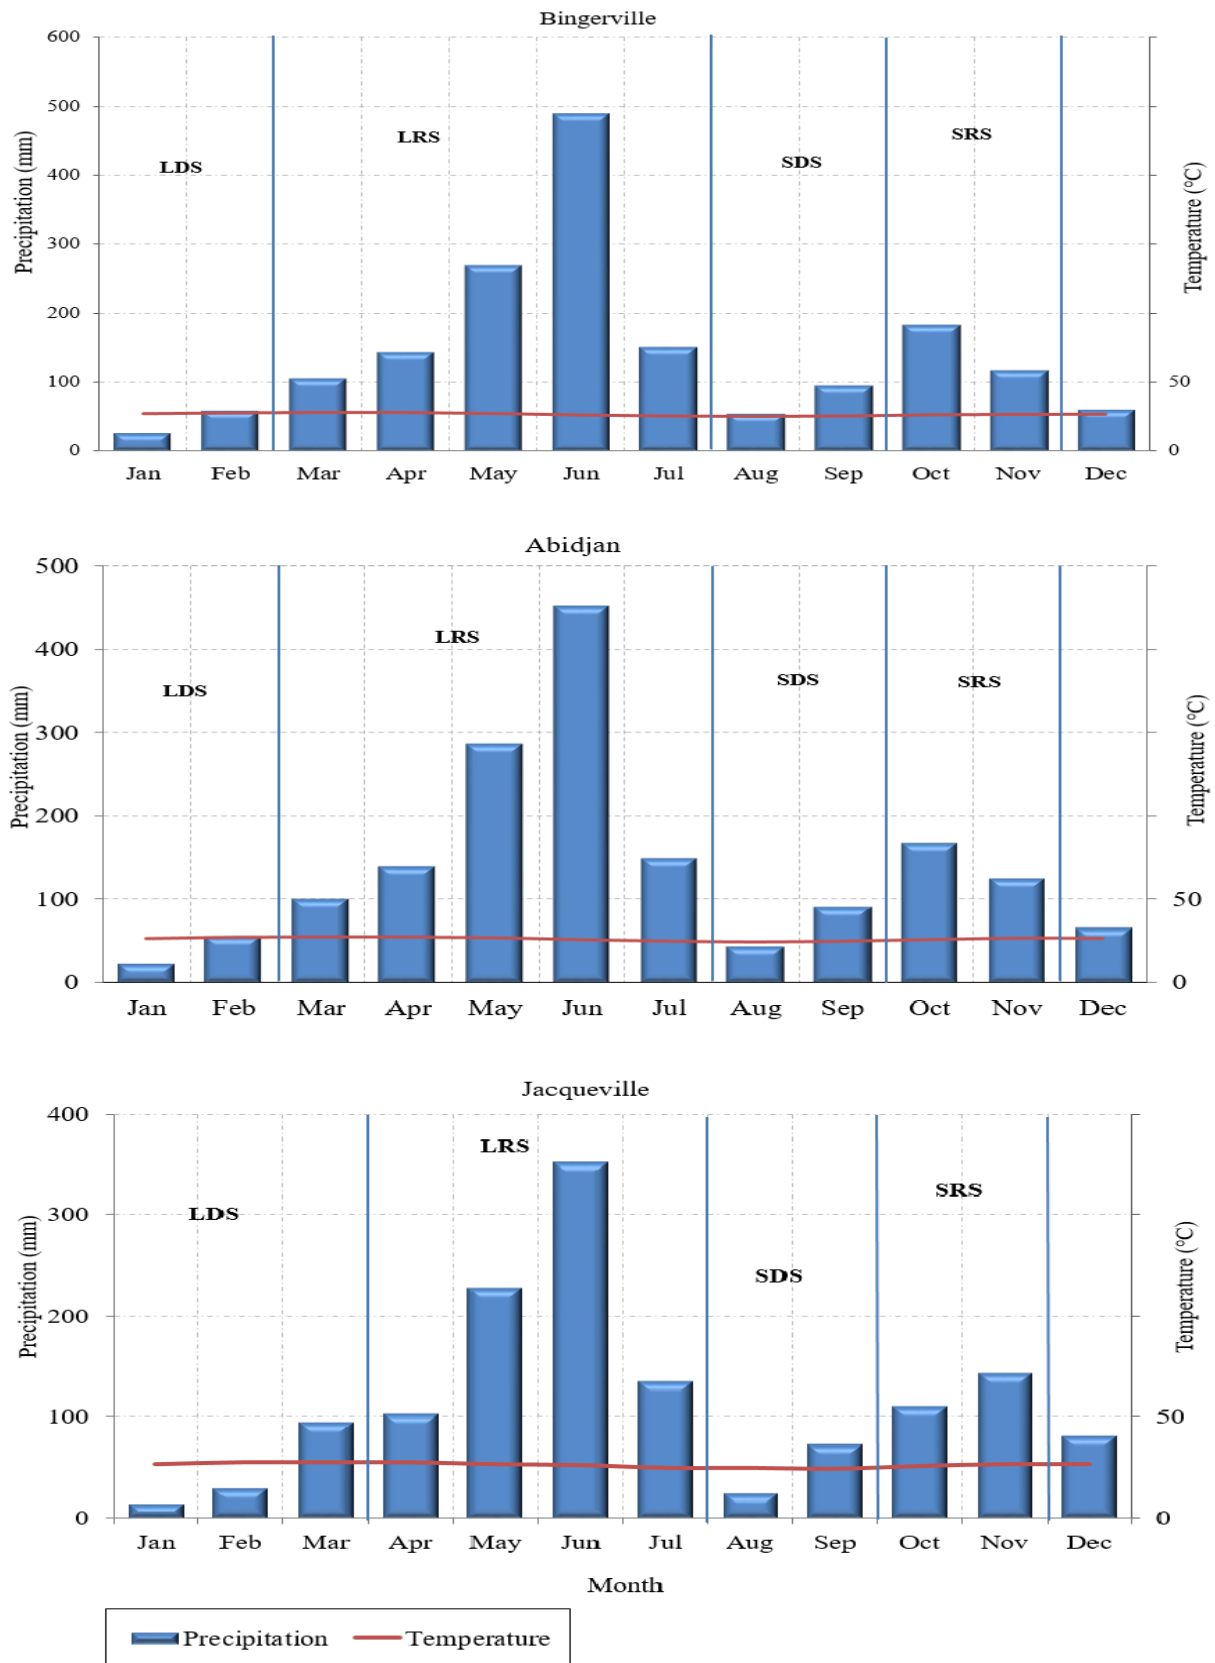 Bingerville
600
500
400
300
200
100
0
50
0
Precipitation (mm)
Temperature (°C)
LDS
LRS
SDS
SRS
Jan Feb Mar Apr May Jun Jul Aug Sep Oct Nov Dec
Abidjan
500
400
300
200
100
0
50
0
Precipitation (mm)
Temperature (°C)
LDS
LRS
SDS
SRS
Jan Feb Mar Apr May Jun Jul Aug Sep Oct Nov Dec
Jacqueville
400
300
200
100
0
50
0
Precipitation (mm)
Temperature (°C)
LDS
LRS
SDS
SRS
Jan Feb Mar Apr May Jun Jul Aug Sep Oct Nov Dec
Month
Precipitation Temperature